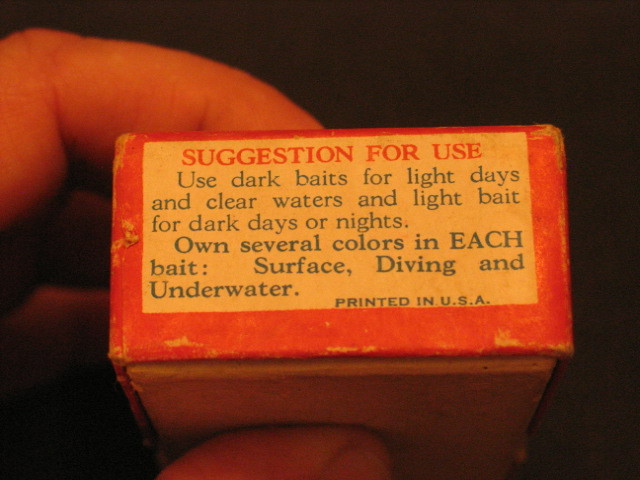 SUGGESTION FOR USE
Use dark baits for light days
and clear waters and light bait
for dark days or nights.
Own several colors in EACH
bait: Surface, Diving and
Underwater.
PRINTED IN U.S.A.